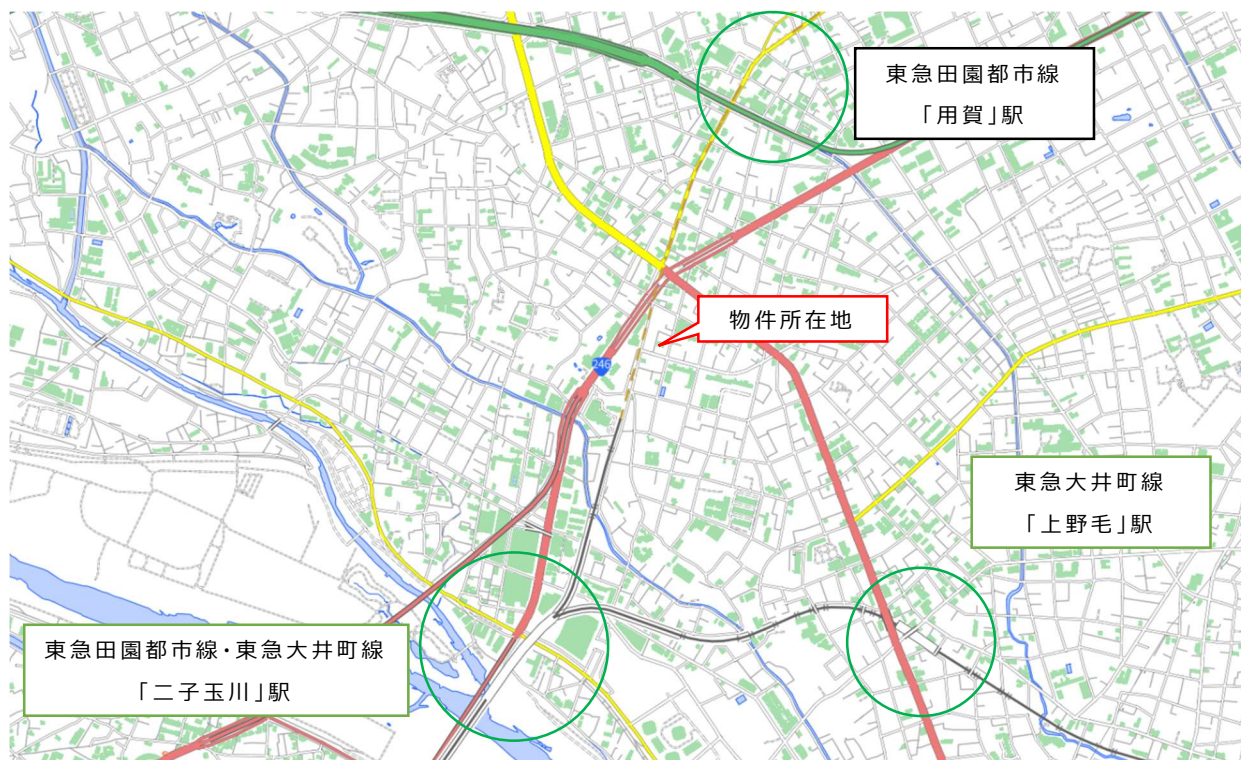 東急田園都市線
「用賀」駅
物件所在地
246
東急大井町線
「上野毛」駅
東急田園都市線・東急大井町線
「二子玉川」駅